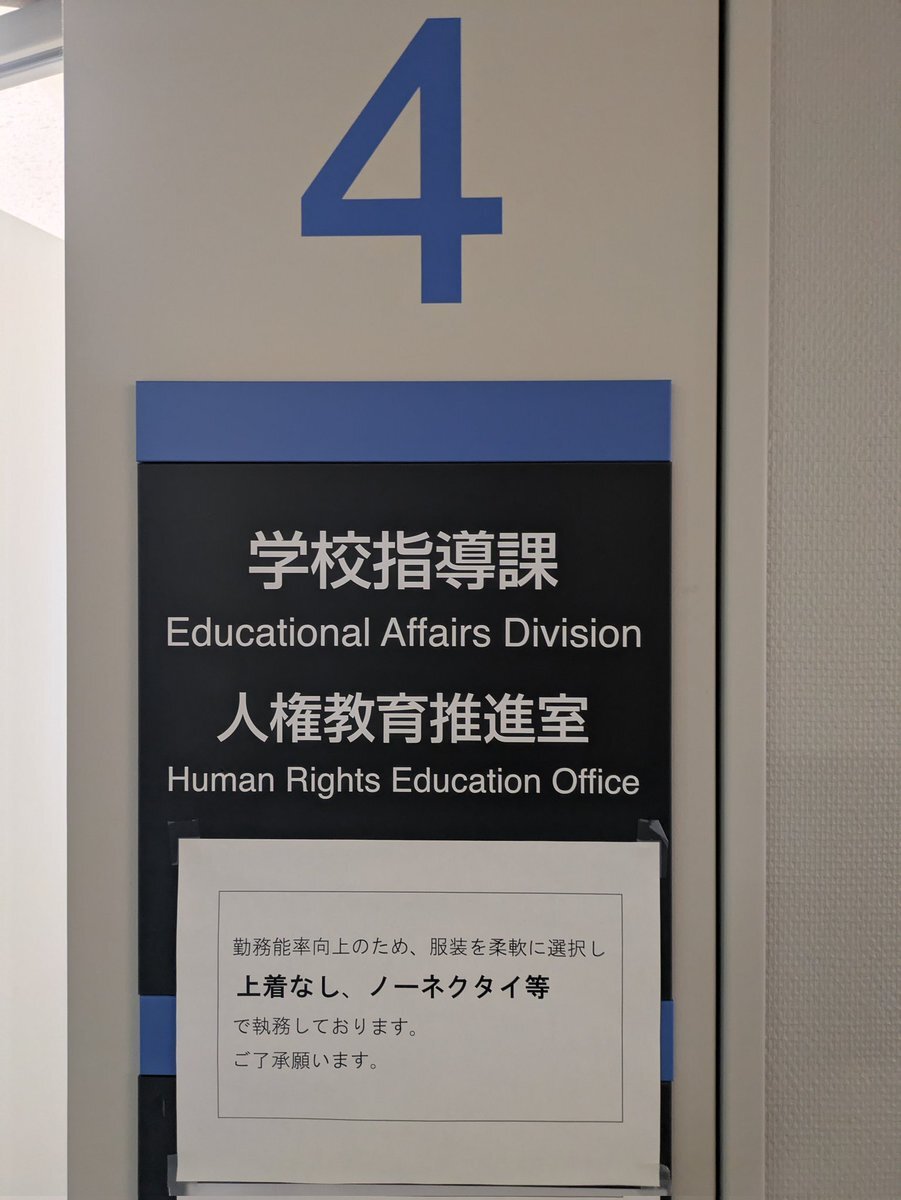 4
学校指導課
Educational Affairs Division
人権教育推進室
Human Rights Education Office
勤務能率向上のため、服装を柔軟に選択し
上着なし、ノーネクタイ等
で執務しております。
ご了承願います。